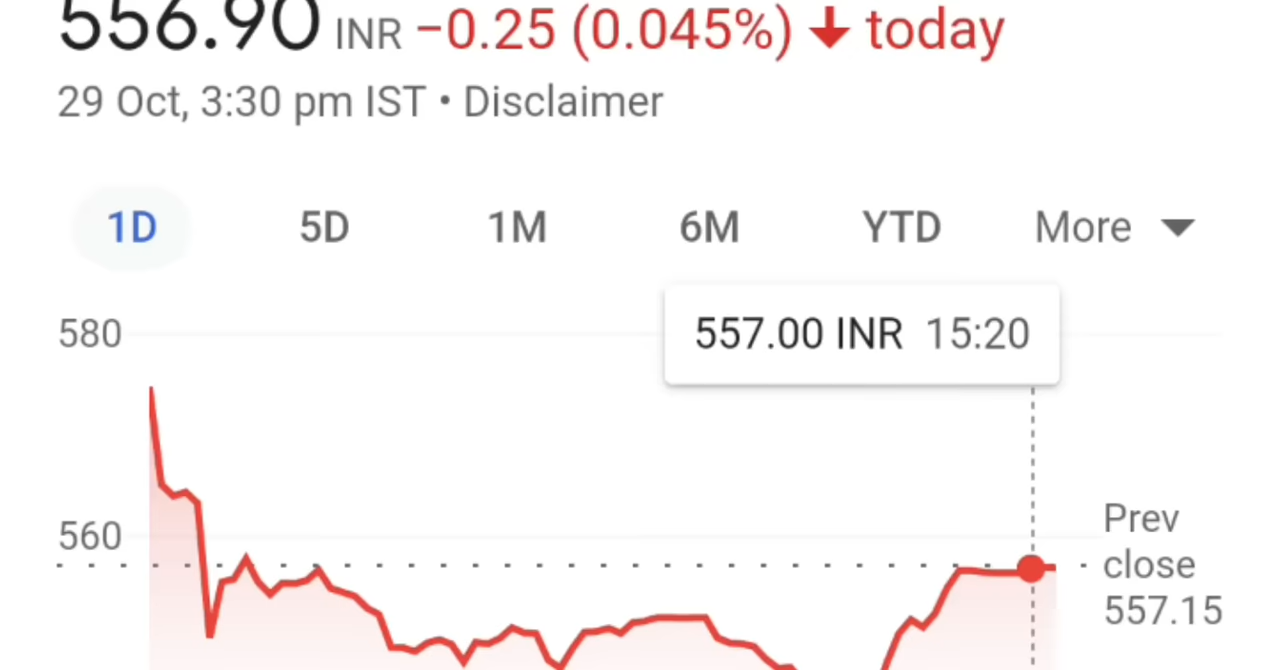 556.90 INR −0.25 (0.045%) ↓ today
29 Oct, 3:30 pm IST • Disclaimer
1D 5D 1M 6M YTD More
580
557.00 INR 15:20
560
Prev
close
557.15